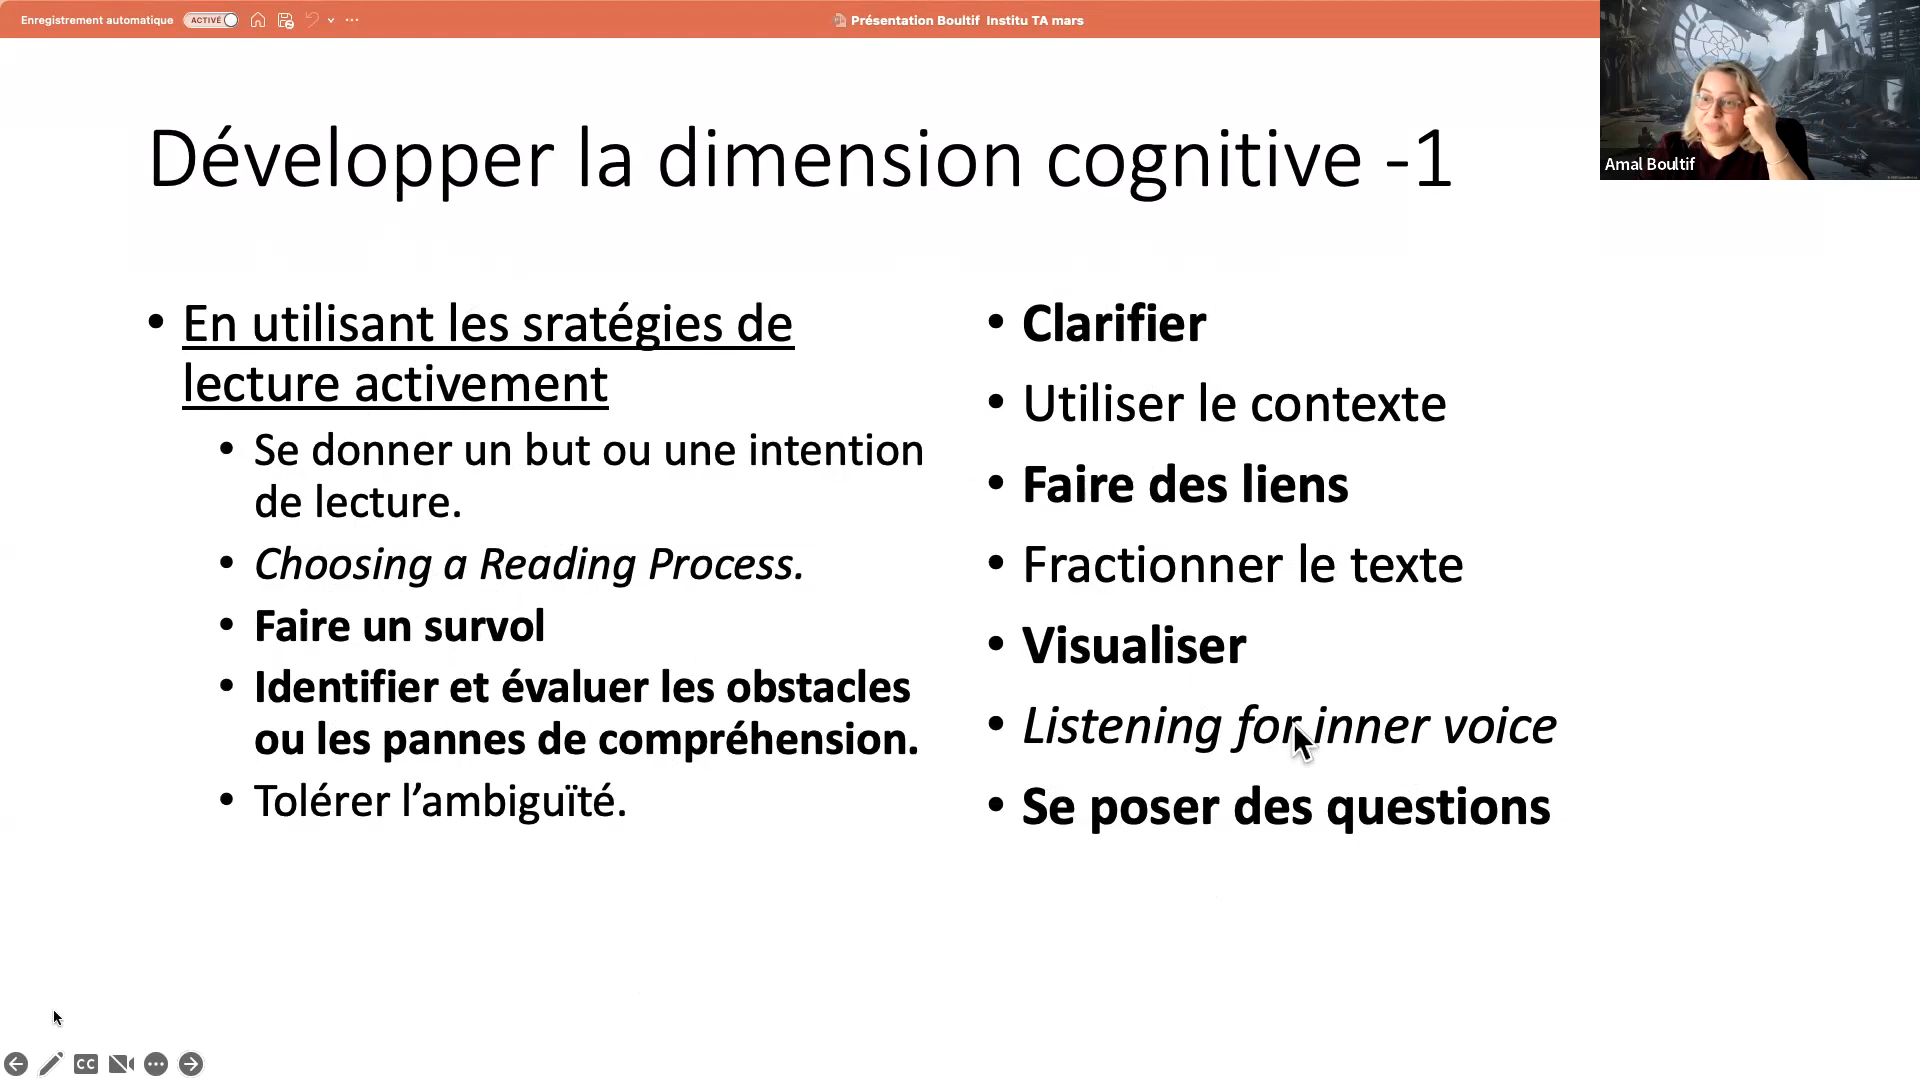 Enregistrement automatique ACTIVÉ
Présentation Boultif Institu TA mars
Amal Boultif
Développer la dimension cognitive -1
• En utilisant les sratégies de
lecture activement
• Se donner un but ou une intention
de lecture.
• Choosing a Reading Process.
• Faire un survol
• Identifier et évaluer les obstacles
ou les pannes de compréhension.
• Tolérer l’ambiguïté.
• Clarifier
• Utiliser le contexte
• Faire des liens
• Fractionner le texte
• Visualiser
• Listening for inner voice
• Se poser des questions
CC